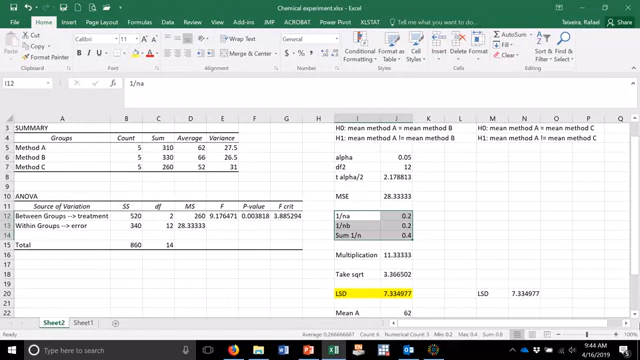 Chemical experiment.xlsx - Excel
Teixeira, Rafael
File Home Insert Page Layout Formulas Data Review View Add-ins JMP ACROBAT Power Pivot XLSTAT Tell me what you want to do... Share
Cut
Copy
Format Painter
Paste
Calibri 11
Wrap Text
Merge & Center
General
Conditional Formatting
Format as Table
Cell Styles
Insert Delete Format
AutoSum
Fill
Clear
Sort & Filter
Find & Select
Clipboard Font Alignment Number Styles Cells Editing
I12 fx 1/na
A B C D E F G H I J K L M N O P Q
3 SUMMARY H0: mean method A = mean method B H0: mean method A = mean method C
4 Groups Count Sum Average Variance H1: mean method A != mean method B H1: mean method A != mean method C
5 Method A 5 310 62 27.5
6 Method B 5 330 66 26.5 alpha 0.05
7 Method C 5 260 52 31 df2 12
8 t alpha/2 2.178813
9
10 ANOVA MSE 28.33333
11 Source of Variation SS df MS F P-value F crit
12 Between Groups --> treatment 520 2 260 9.176471 0.003818 3.885294 1/na 0.2
13 Within Groups --> error 340 12 28.33333 1/nb 0.2
14 Sum 1/n 0.4
15 Total 860 14
16 Multiplication 11.33333
17
18 Take sqrt 3.366502
19
20 LSD 7.334977 LSD 7.334977
21
22 Mean A 62
Sheet2 Sheet1
Average: 0.266666667 Count: 6 Numerical Count: 3 Min: 0.2 Max: 0.4 Sum: 0.8 100%
Type here to search
9:44 AM
4/16/2019